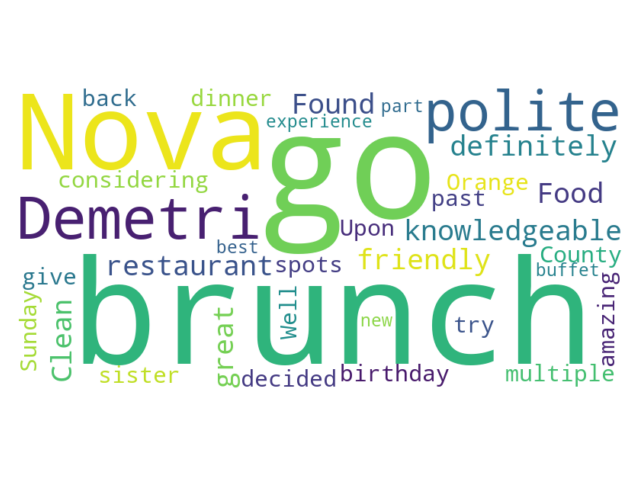 back dinner Found part polite
Nova experience go definitely
considering Orange past Food
Demetri Upon knowledgeable
best County
restaurant spots friendly buffet
give brunch
Sunday Clean great Well new try amazing
sister decided birthday multiple